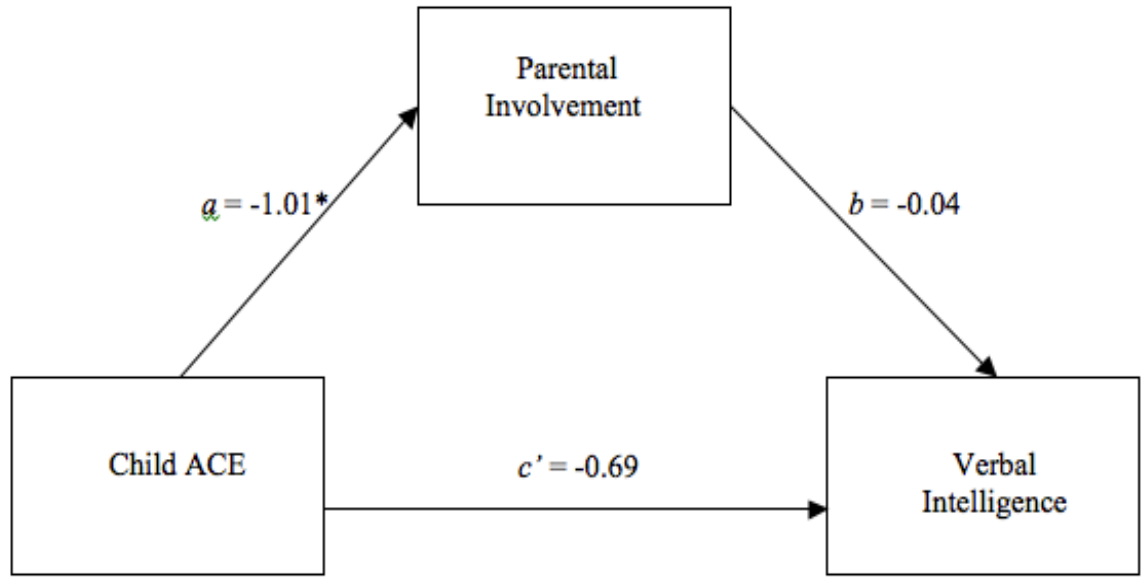 Parental
Involvement
a = -1.01*
b = -0.04
Child ACE
c’ = -0.69
Verbal
Intelligence